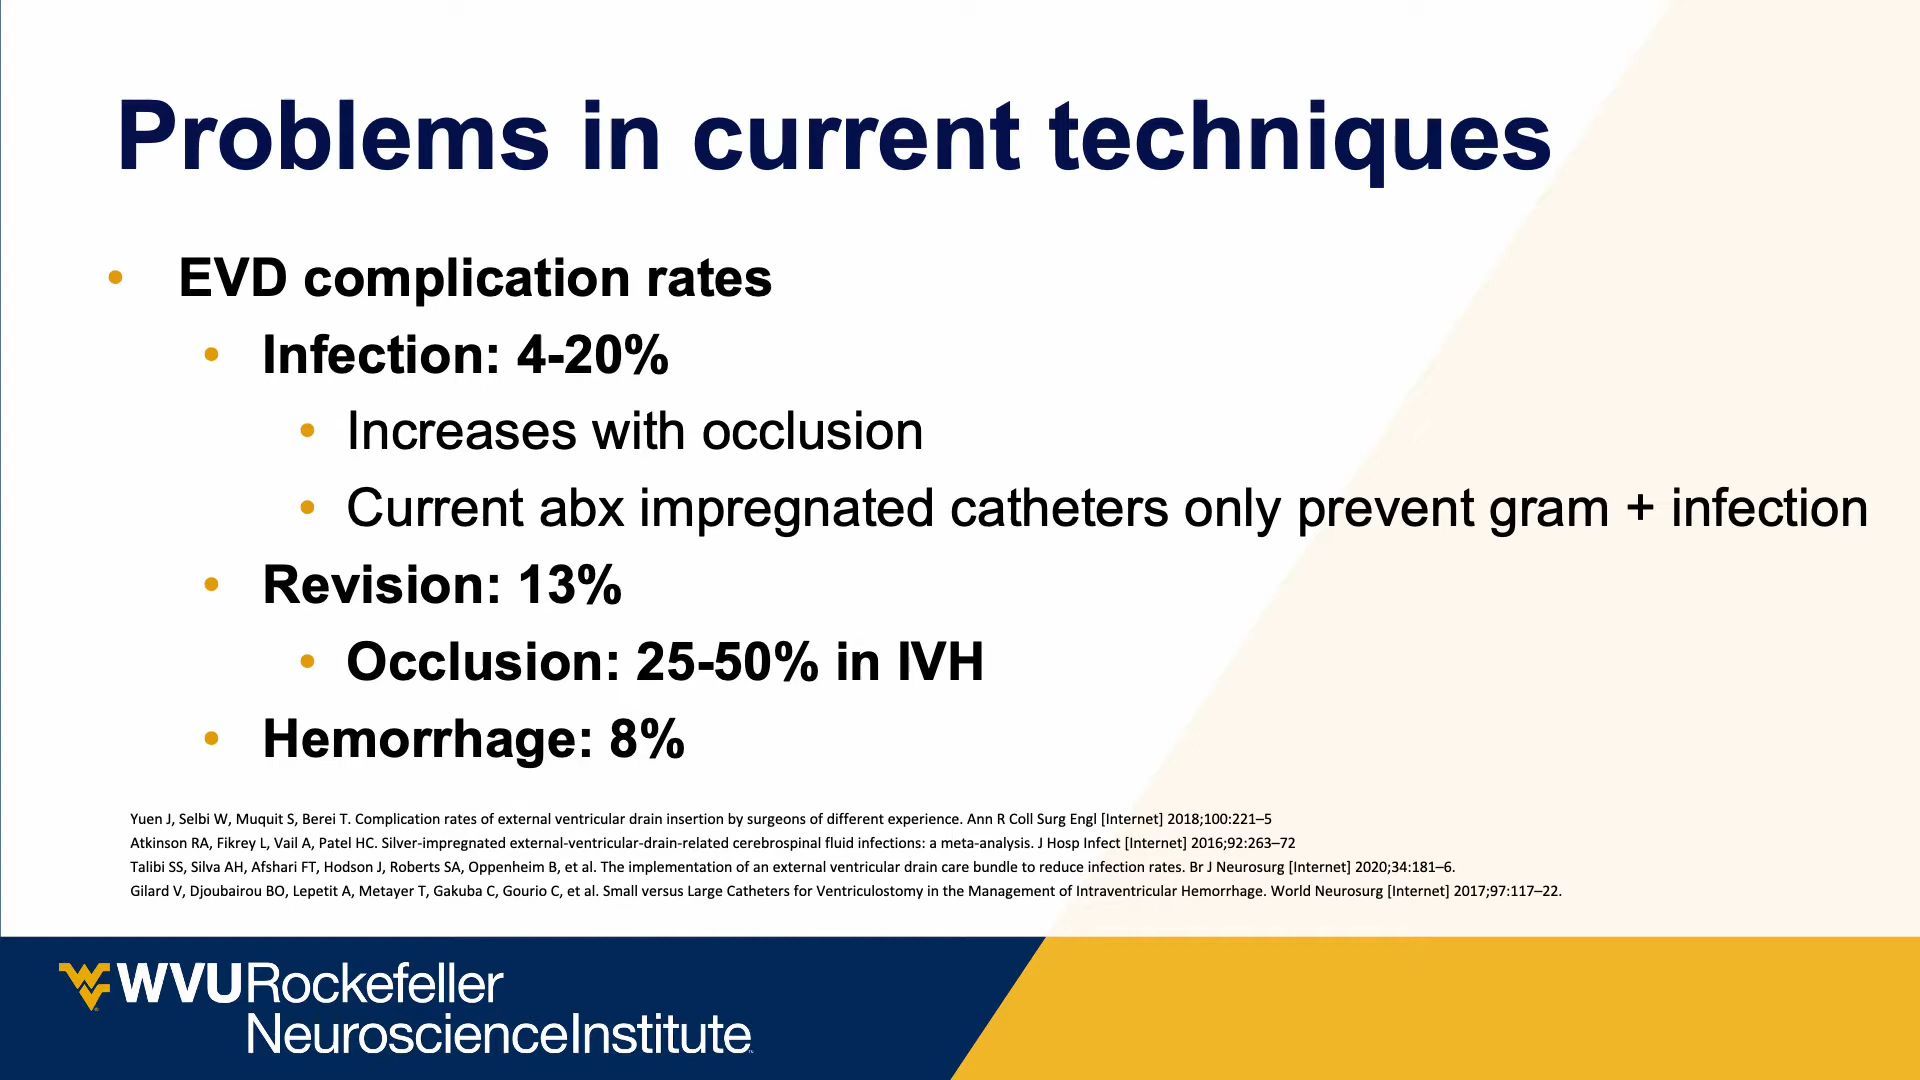 Problems in current techniques
• EVD complication rates
• Infection: 4-20%
• Increases with occlusion
• Current abx impregnated catheters only prevent gram + infection
• Revision: 13%
• Occlusion: 25-50% in IVH
• Hemorrhage: 8%
Yuen J, Selbi W, Muquit S, Berei T. Complication rates of external ventricular drain insertion by surgeons of different experience. Ann R Coll Surg Engl [Internet] 2018;100:221–5
Atkinson RA, Fikrey L, Vail A, Patel HC. Silver-impregnated external-ventricular-drain-related cerebrospinal fluid infections: a meta-analysis. J Hosp Infect [Internet] 2016;92:263–72
Talibi SS, Silva AH, Afshari FT, Hodson J, Roberts SA, Oppenheim B, et al. The implementation of an external ventricular drain care bundle to reduce infection rates. Br J Neurosurg [Internet] 2020;34:181–6.
Gilard V, Djoubairou BO, Lepetit A, Metayer T, Gakuba C, Gourio C, et al. Small versus Large Catheters for Ventriculostomy in the Management of Intraventricular Hemorrhage. World Neurosurg [Internet] 2017;97:117–22.
WVURockefeller
NeuroscienceInstitute